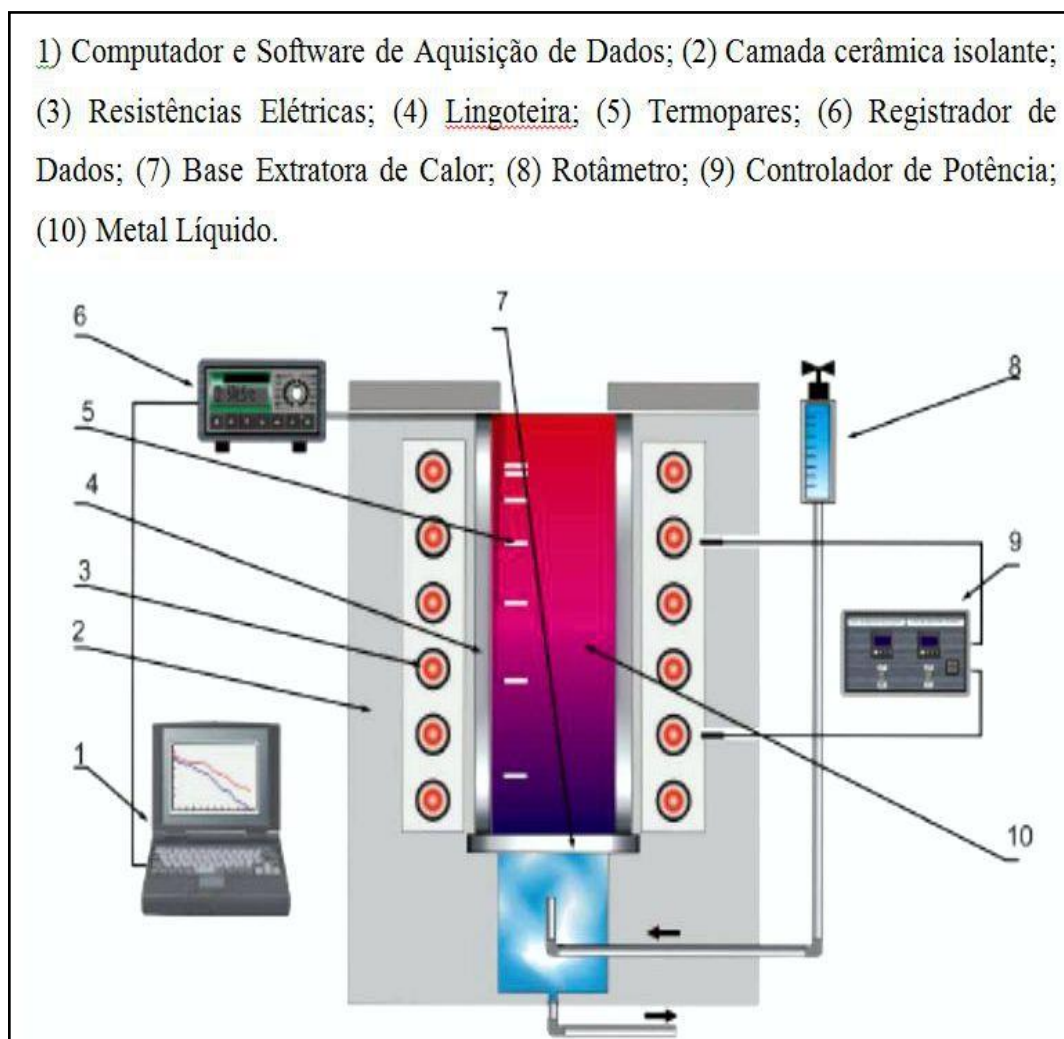 1) Computador e Software de Aquisição de Dados; (2) Camada cerâmica isolante;
(3) Resistências Elétricas; (4) Lingoteira; (5) Termopares; (6) Registrador de
Dados; (7) Base Extratora de Calor; (8) Rotâmetro; (9) Controlador de Potência;
(10) Metal Líquido.
7
6
8
5
4
9
3
2
1
10